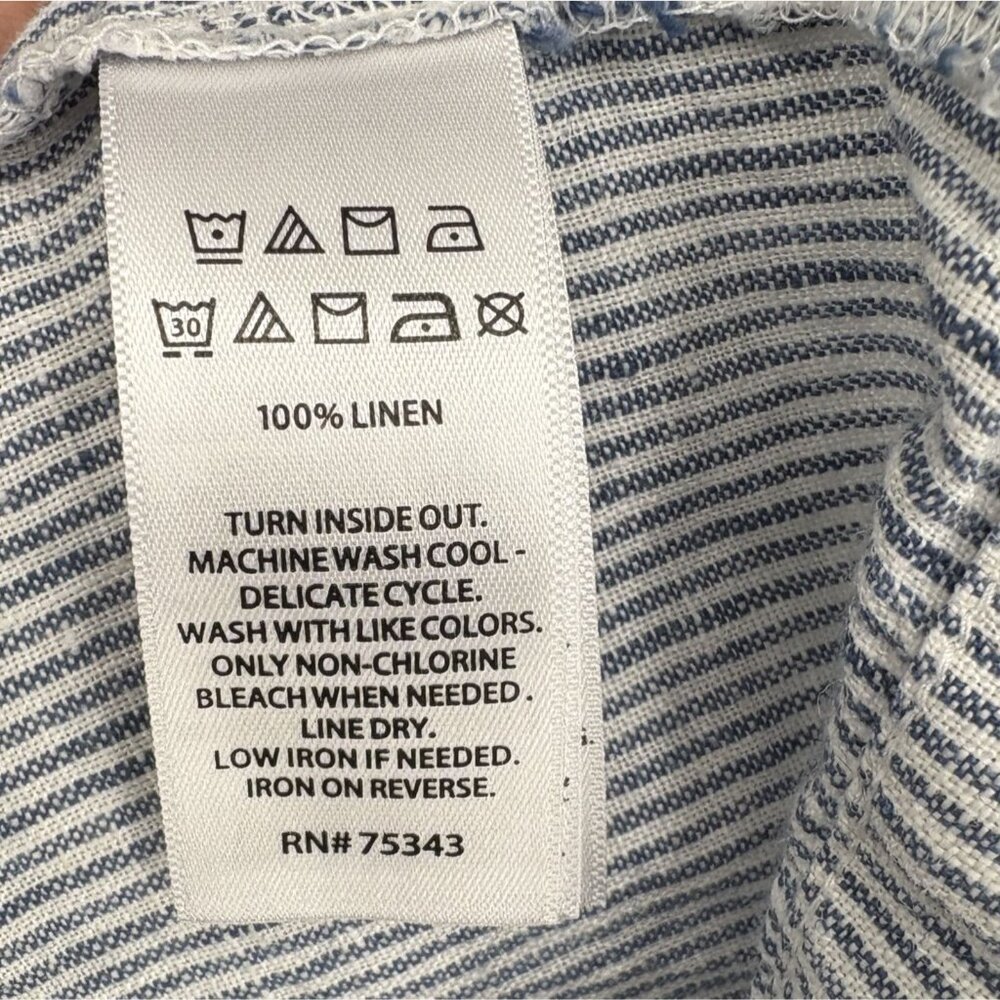 30
100% LINEN
TURN INSIDE OUT.
MACHINE WASH COOL -
DELICATE CYCLE.
WASH WITH LIKE COLORS.
ONLY NON-CHLORINE
BLEACH WHEN NEEDED.
LINE DRY.
LOW IRON IF NEEDED.
IRON ON REVERSE.
RN# 75343